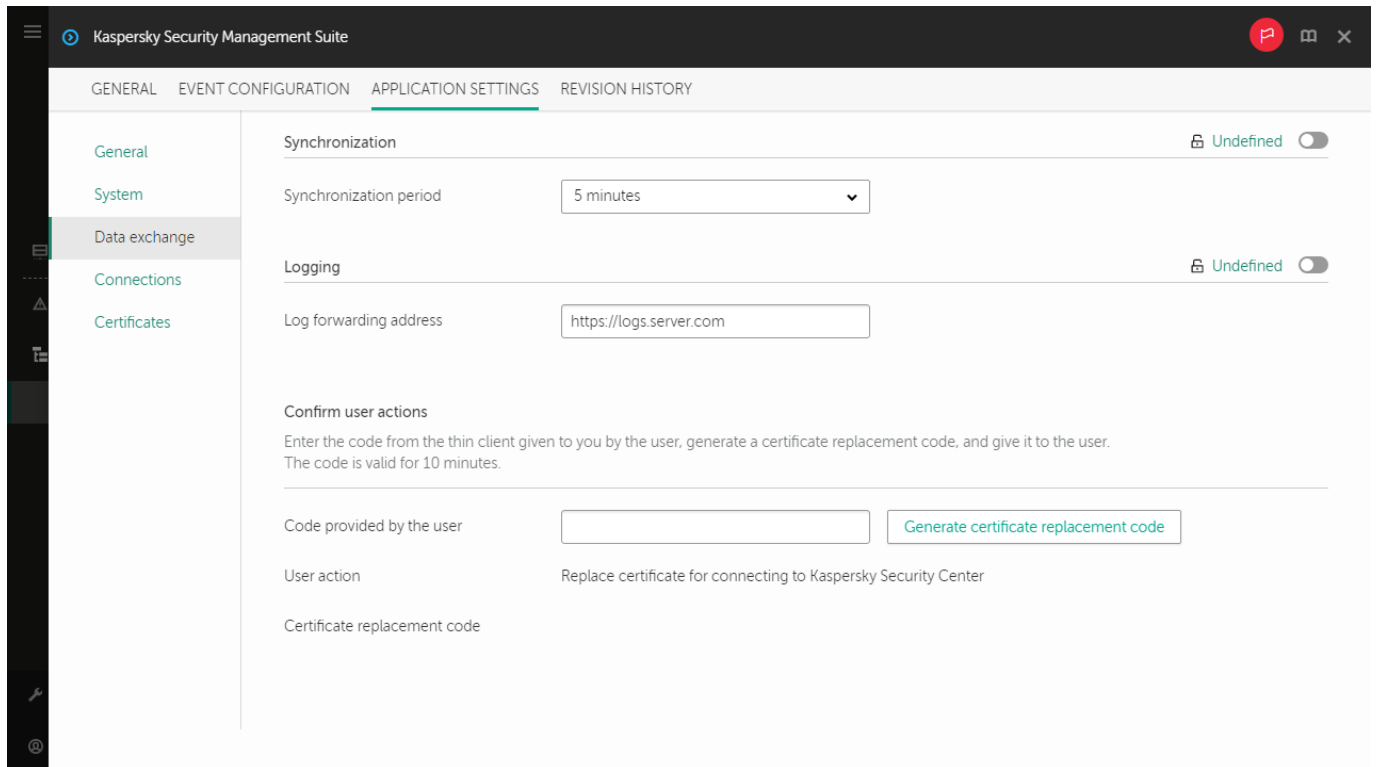 Kaspersky Security Management Suite
GENERAL EVENT CONFIGURATION APPLICATION SETTINGS REVISION HISTORY
General
System
Data exchange
Connections
Certificates
Synchronization Undefined
Synchronization period 5 minutes
Logging Undefined
Log forwarding address https://logs.server.com
Confirm user actions
Enter the code from the thin client given to you by the user, generate a certificate replacement code, and give it to the user.
The code is valid for 10 minutes.
Code provided by the user Generate certificate replacement code
User action Replace certificate for connecting to Kaspersky Security Center
Certificate replacement code